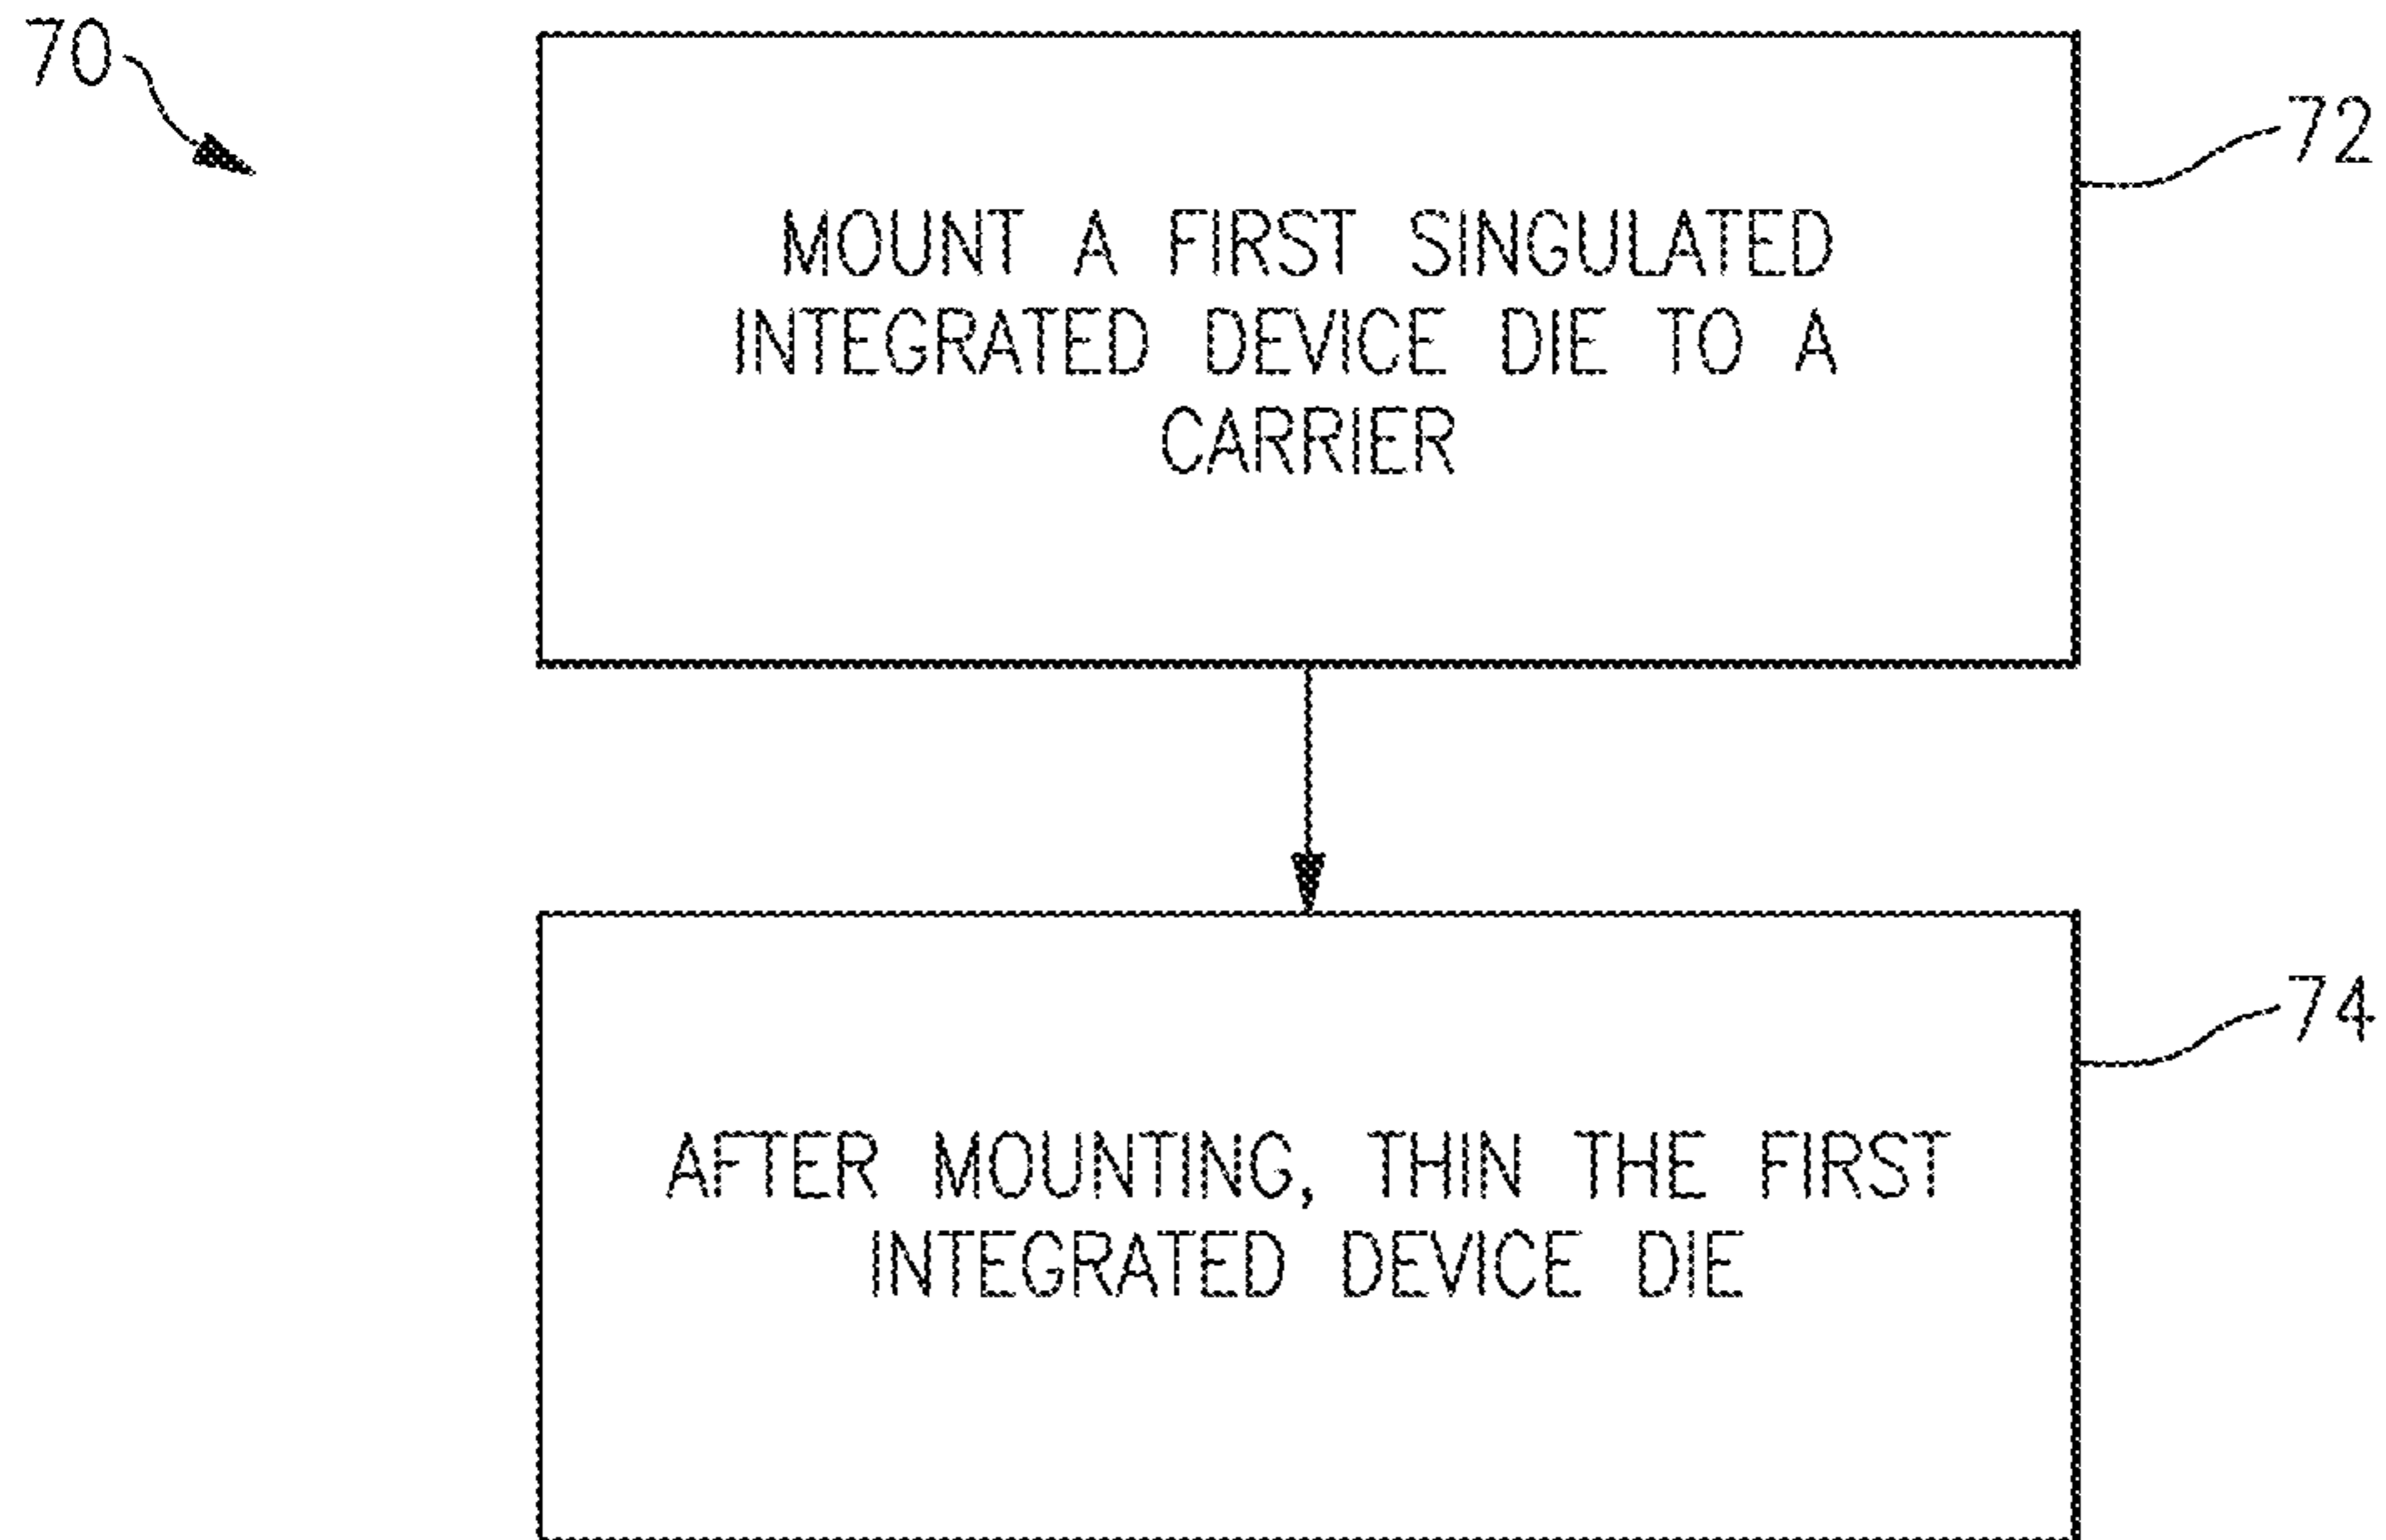 70
72
MOUNT A FIRST SINGULATED
INTEGRATED DEVICE DIE TO A
CARRIER
74
AFTER MOUNTING, THIN THE FIRST
INTEGRATED DEVICE DIE